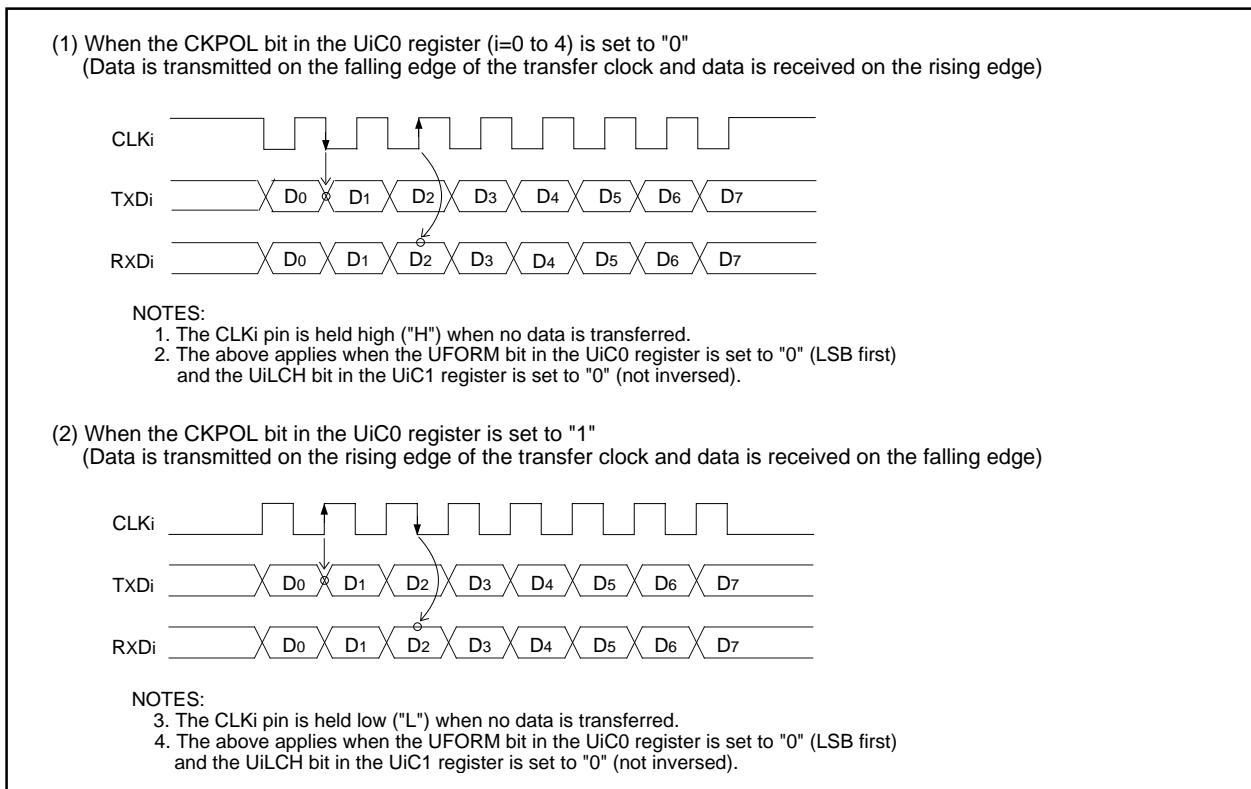 (1) When the CKPOL bit in the UiC0 register (i=0 to 4) is set to "0"
(Data is transmitted on the falling edge of the transfer clock and data is received on the rising edge)
CLKi
TXDi D0 D1 D2 D3 D4 D5 D6 D7
RXDi D0 D1 D2 D3 D4 D5 D6 D7
NOTES:
1. The CLKi pin is held high ("H") when no data is transferred.
2. The above applies when the UFORM bit in the UiC0 register is set to "0" (LSB first)
and the UiLCH bit in the UiC1 register is set to "0" (not inversed).
(2) When the CKPOL bit in the UiC0 register is set to "1"
(Data is transmitted on the rising edge of the transfer clock and data is received on the falling edge)
CLKi
TXDi D0 D1 D2 D3 D4 D5 D6 D7
RXDi D0 D1 D2 D3 D4 D5 D6 D7
NOTES:
3. The CLKi pin is held low ("L") when no data is transferred.
4. The above applies when the UFORM bit in the UiC0 register is set to "0" (LSB first)
and the UiLCH bit in the UiC1 register is set to "0" (not inversed).